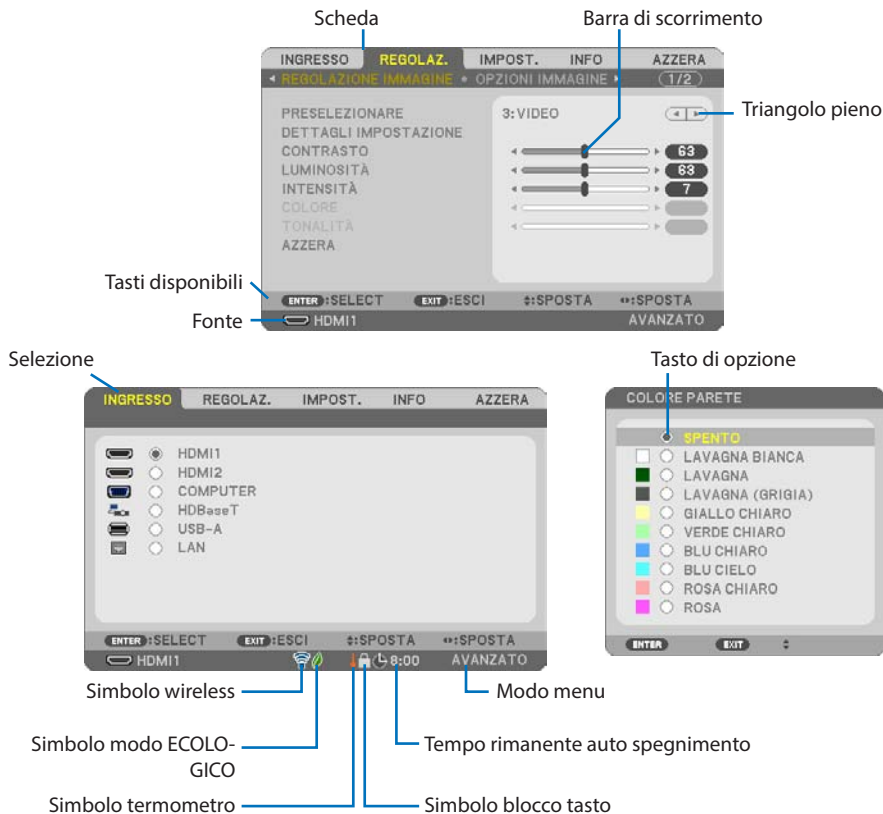 Scheda
Barra di scorrimento
INGRESSO REGOLAZ. IMPOST. INFO AZZERA
REGOLAZIONE IMMAGINE • OPZIONI IMMAGINE 1/2
PRESELEZIONARE 3:VIDEO
Triangolo pieno
DETTAGLI IMPOSTAZIONE
CONTRASTO 63
LUMINOSITÀ 63
INTENSITÀ 7
COLORE
TONALITÀ
AZZERA
Tasti disponibili
ENTER:SELECT EXIT:ESCI :SPOSTA :SPOSTA
Fonte
HDMI1 AVANZATO
Selezione
INGRESSO REGOLAZ. IMPOST. INFO AZZERA
HDMI1
HDMI2
COMPUTER
HDBaseT
USB-A
LAN
ENTER:SELECT EXIT:ESCI :SPOSTA :SPOSTA
HDMI1 8:00 AVANZATO
Simbolo wireless
Modo menu
Simbolo modo ECOLO-
GICO
Tempo rimanente auto spegnimento
Simbolo termometro
Simbolo blocco tasto
Tasto di opzione
COLORE PARETE
SPENTO
LAVAGNA BIANCA
LAVAGNA
LAVAGNA (GRIGIA)
GIALLO CHIARO
VERDE CHIARO
BLU CHIARO
BLU CIELO
ROSA CHIARO
ROSA
ENTER EXIT